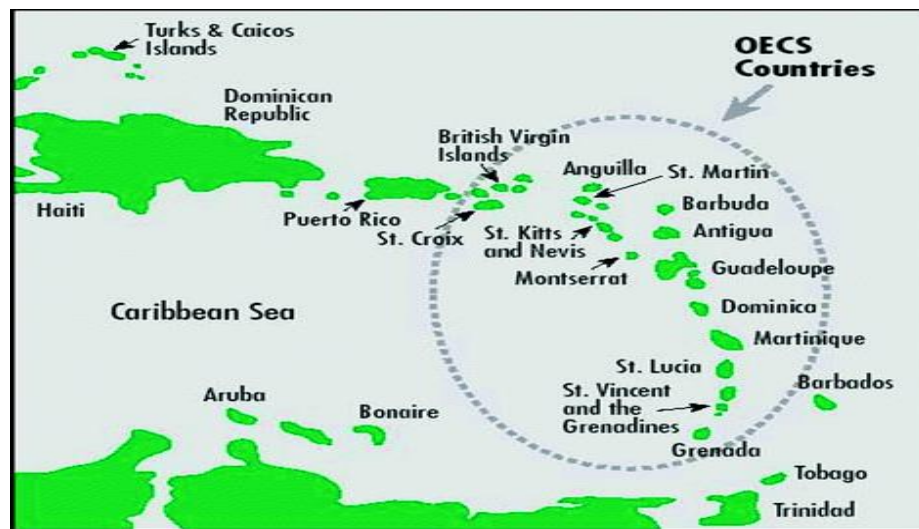 Turks & Caicos
Islands
OECS
Countries
Dominican
Republic
British Virgin
Islands
Anguilla
St. Martin
Haiti
Puerto Rico
St. Croix
St. Kitts
and Nevis
Barbuda
Antigua
Montserrat
Guadeloupe
Caribbean Sea
Dominica
Martinique
St. Lucia
Barbados
Aruba
Bonaire
St. Vincent
and the
Grenadines
Grenada
Tobago
Trinidad